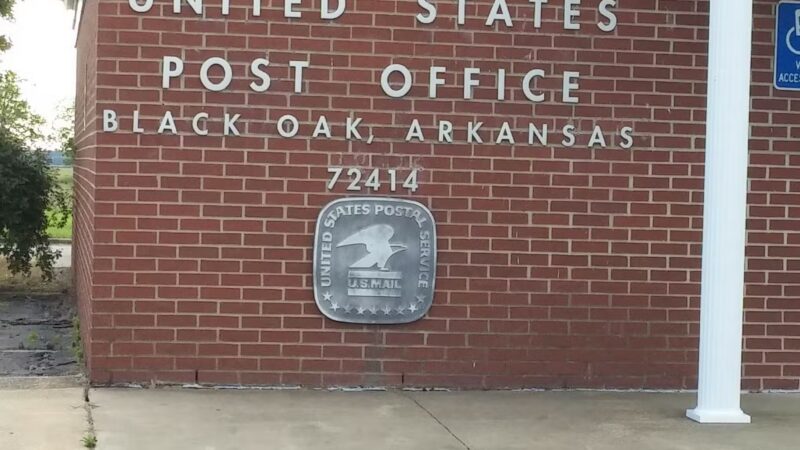 UNITED STATES
POST OFFICE
BLACK OAK, ARKANSAS
72414
UNITED STATES POSTAL SERVICE
U.S.MAIL